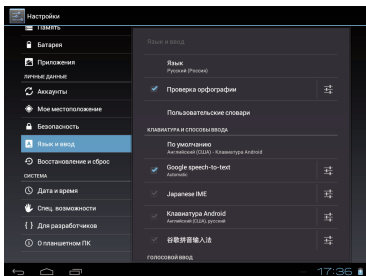 Настройки
Память
Батарея
Приложения
ЛИЧНЫЕ ДАННЫЕ
Аккаунты
Мое местоположение
Безопасность
Язык и ввод
Восстановление и сброс
СИСТЕМА
Дата и время
Спец. возможности
Для разработчиков
О планшетном ПК
Язык и ввод
Язык
Русский (Россия)
Проверка орфографии
Пользовательские словари
КЛАВИАТУРА И СПОСОБЫ ВВОДА
По умолчанию
Английский (США) - Клавиатура Android
Google speech-to-text
Automatic
Japanese IME
Клавиатура Android
Английский (США), русский
谷歌拼音输入法
ГОЛОСОВОЙ ВВОД
17:36